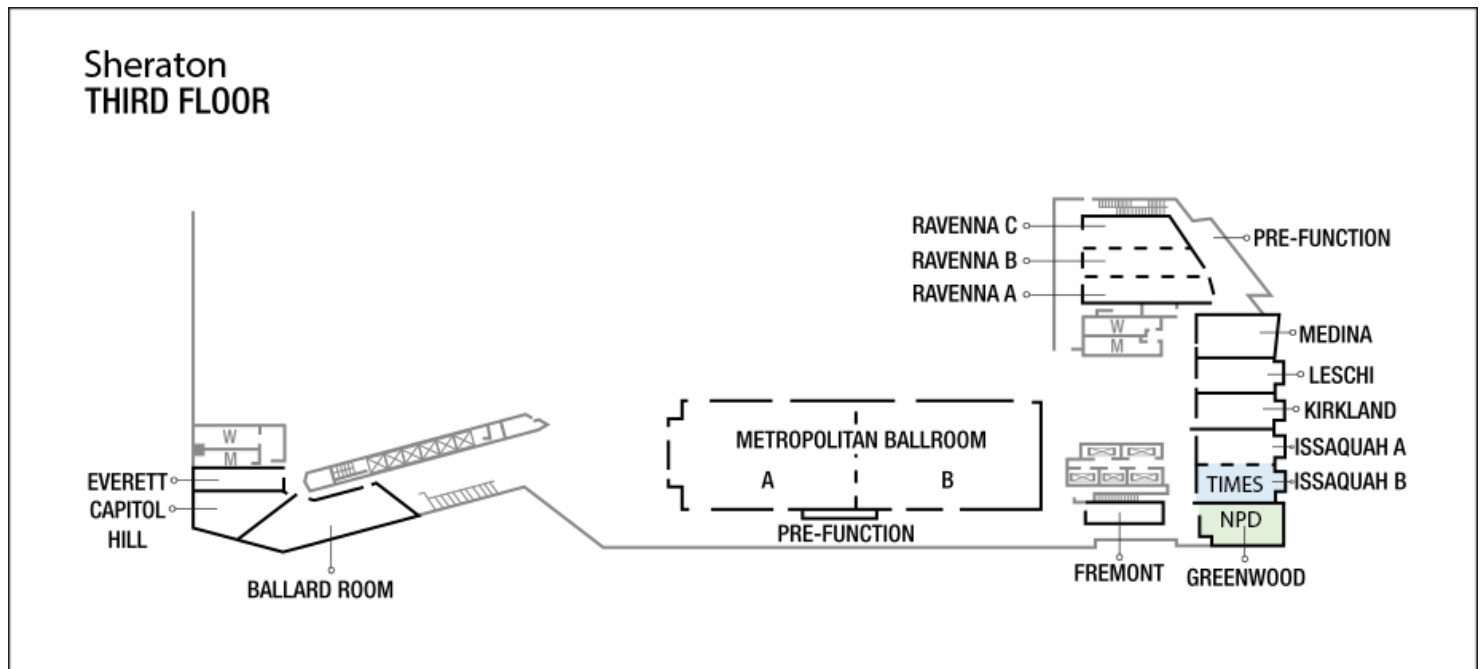 Sheraton
THIRD FLOOR
RAVENNA C
PRE-FUNCTION
RAVENNA B
RAVENNA A
W
M
MEDINA
LESCHI
KIRKLAND
METROPOLITAN BALLROOM
A
B
PRE-FUNCTION
ISSAQUAH A
TIMES
ISSAQUAH B
NPD
FREMONT
GREENWOOD
W
M
EVERETT
CAPITOL
HILL
BALLARD ROOM